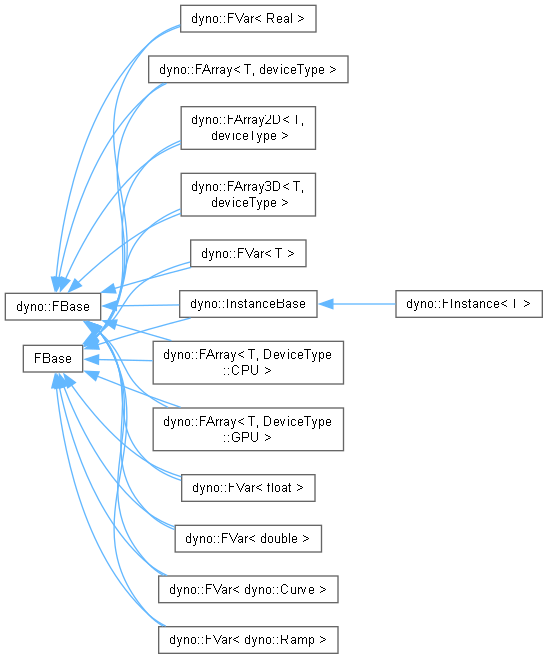 dyno::FVar< Real >
dyno::FArray< T, deviceType >
dyno::FArray2D< T,
deviceType >
dyno::FArray3D< T,
deviceType >
dyno::FVar< T >
dyno::FBase
dyno::InstanceBase
dyno::FInstance< T >
FBase
dyno::FArray< T, DeviceType
::CPU >
dyno::FArray< T, DeviceType
::GPU >
dyno::FVar< float >
dyno::FVar< double >
dyno::FVar< dyno::Curve >
dyno::FVar< dyno::Ramp >